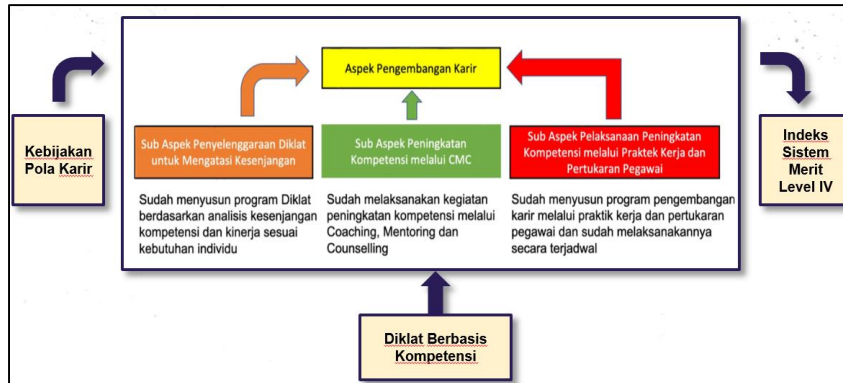 Aspek Pengembangan Karir
Kebijakan
Pola Karir
Sub Aspek Penyelenggaraan Diklat
untuk Mengatasi Kesenjangan
Sudah menyusun program Diklat
berdasarkan analisis kesenjangan
kompetensi dan kinerja sesuai
kebutuhan individu
Sub Aspek Peningkatan
Kompetensi melalui CMC
Sudah melaksanakan kegiatan
peningkatan kompetensi melalui
Coaching, Mentoring dan
Counselling
Sub Aspek Pelaksanaan Peningkatan
Kompetensi melalui Praktek Kerja dan
Pertukaran Pegawai
Sudah menyusun program pengembangan
karir melalui praktik kerja dan pertukaran
pegawai dan sudah melaksanakannya
secara terjadwal
Indeks
Sistem
Merit
Level IV
Diklat Berbasis
Kompetensi